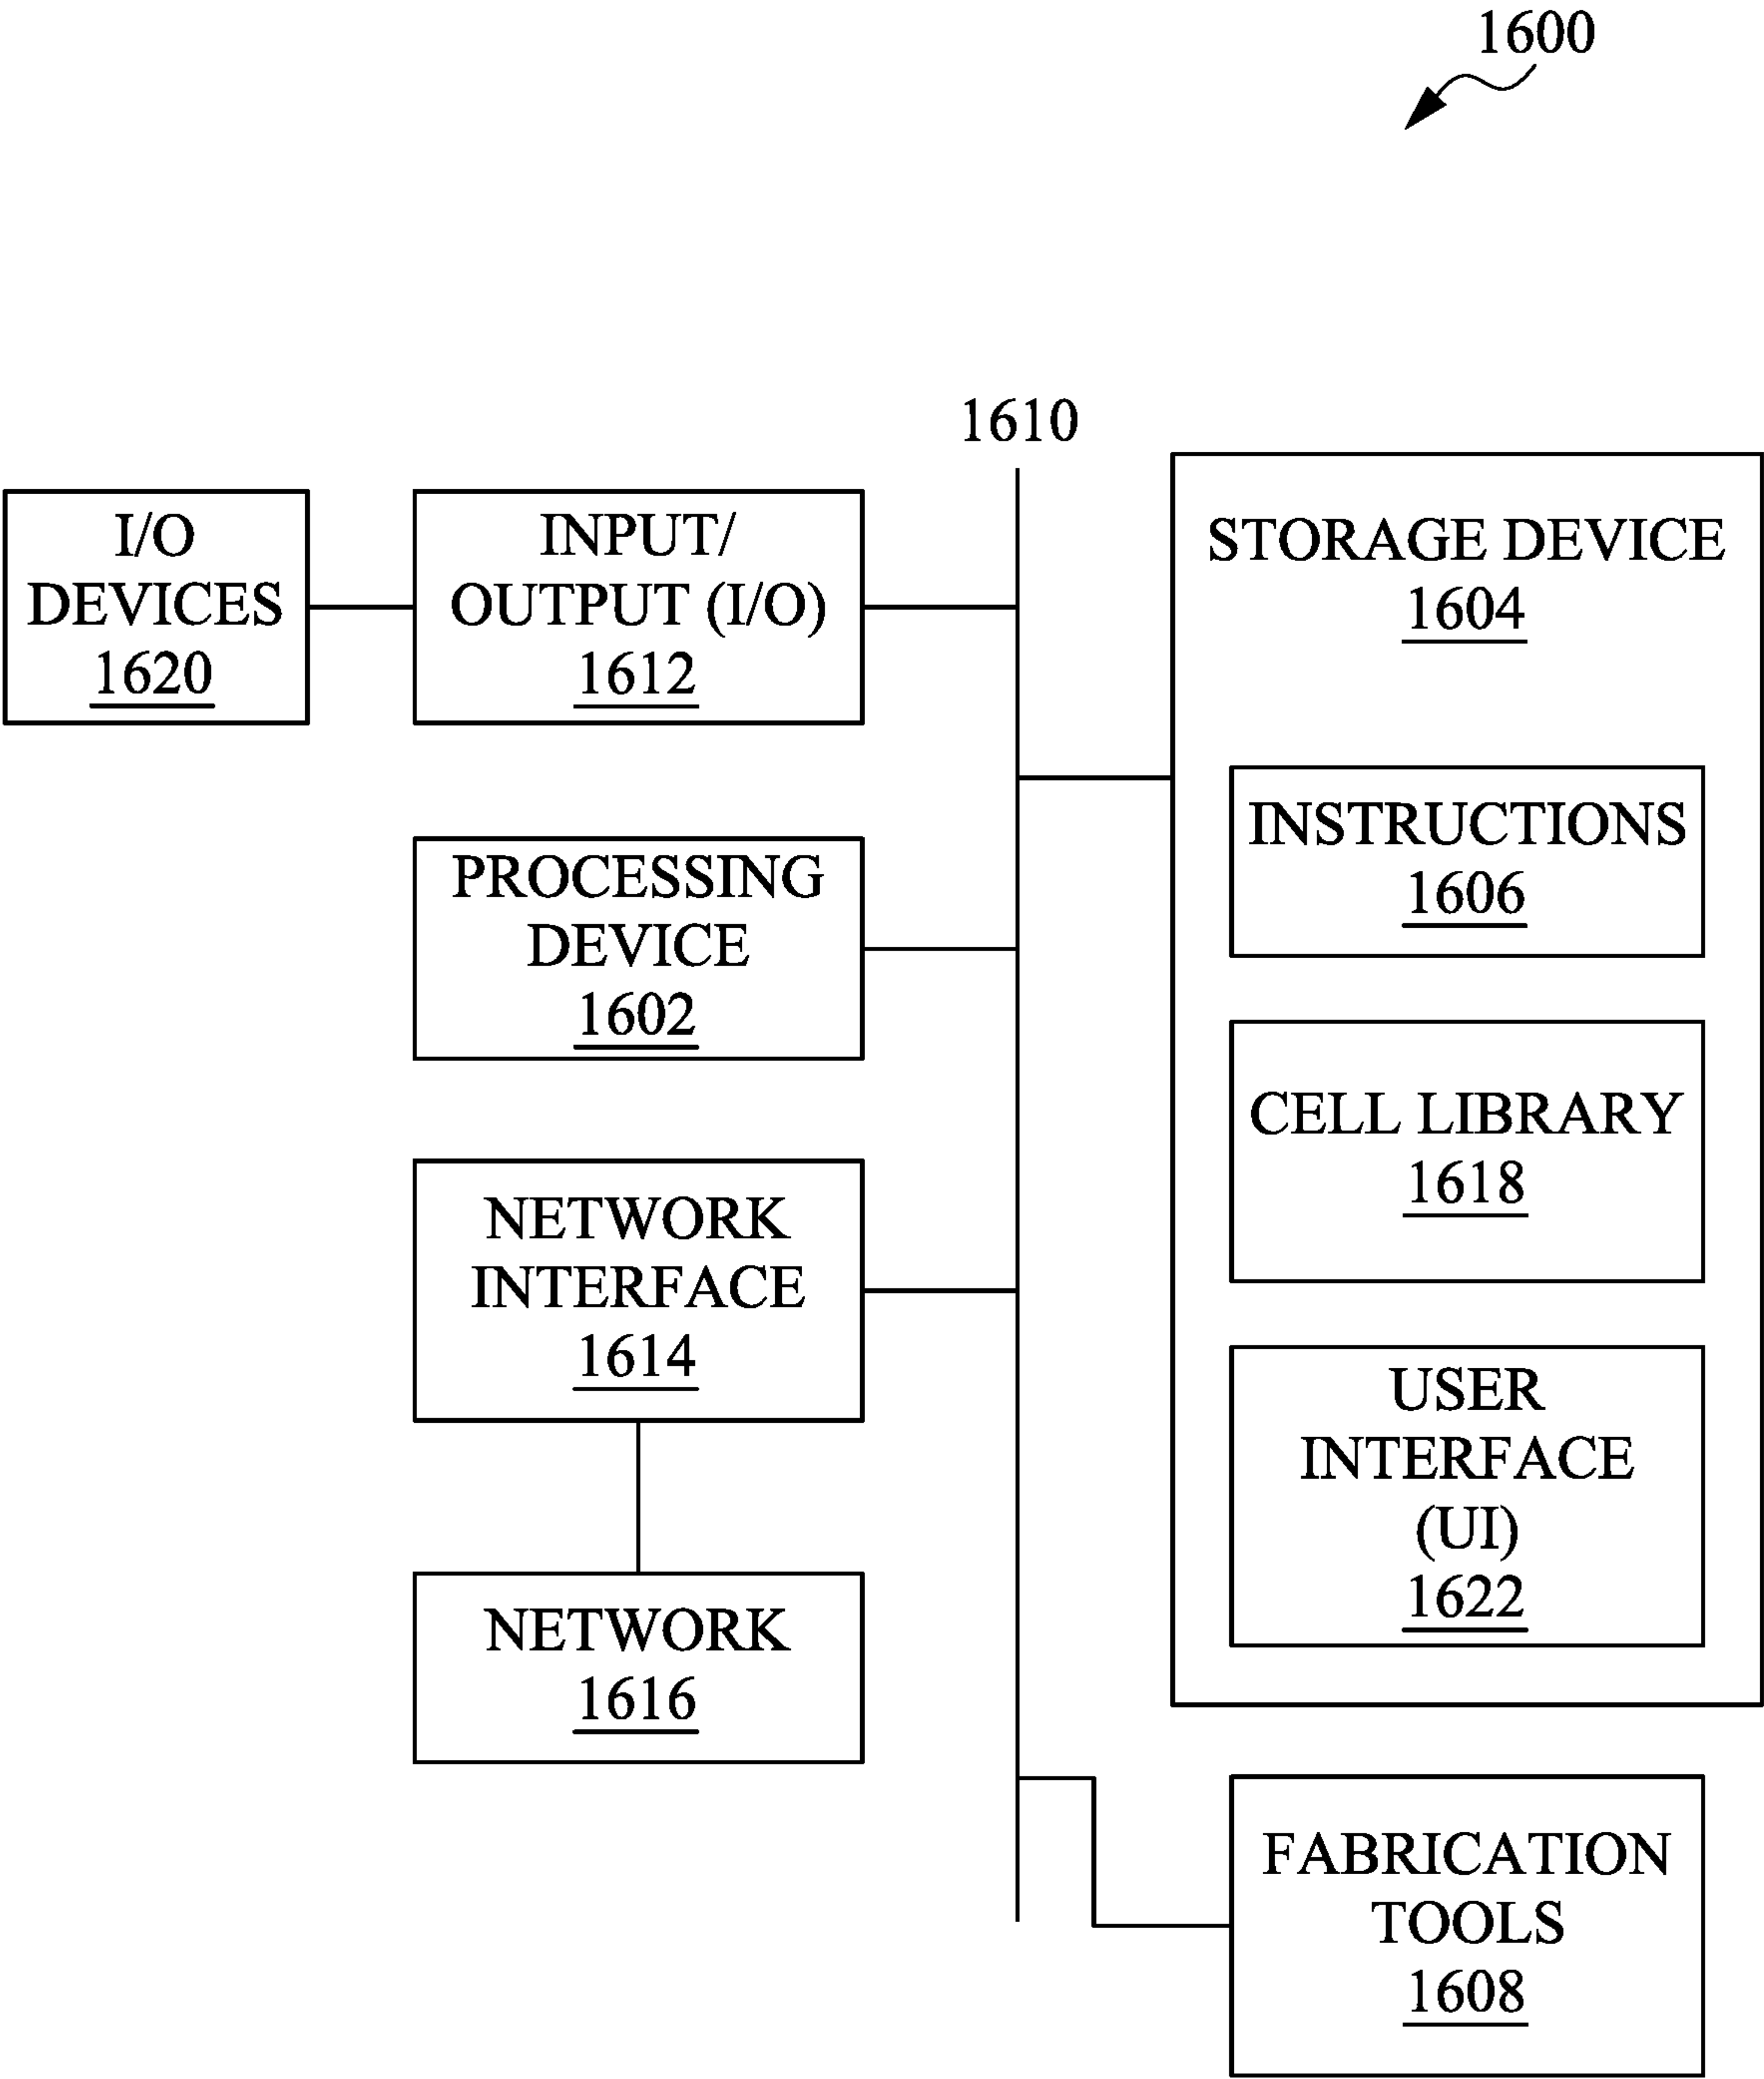 1600
1610
I/O
DEVICES
1620
INPUT/
OUTPUT (I/O)
1612
STORAGE DEVICE
1604
INSTRUCTIONS
1606
PROCESSING
DEVICE
1602
CELL LIBRARY
1618
NETWORK
INTERFACE
1614
USER
INTERFACE
(UI)
1622
NETWORK
1616
FABRICATION
TOOLS
1608